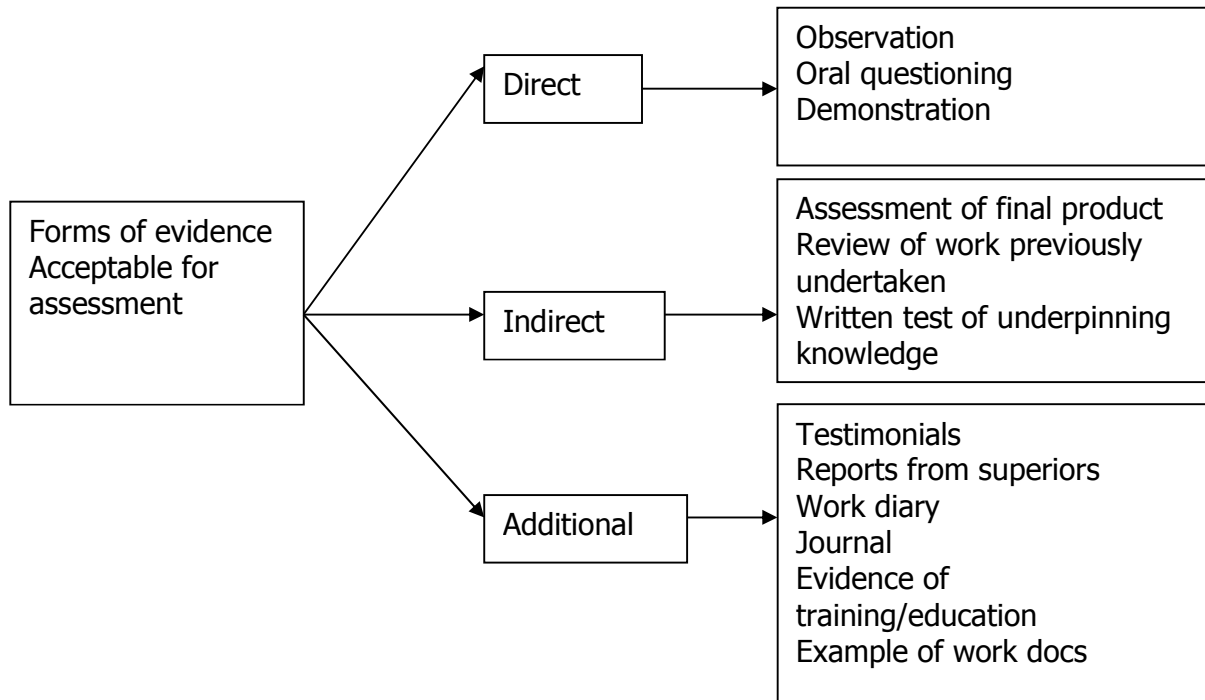 Forms of evidence
Acceptable for
assessment
Direct
Observation
Oral questioning
Demonstration
Indirect
Assessment of final product
Review of work previously
undertaken
Written test of underpinning
knowledge
Additional
Testimonials
Reports from superiors
Work diary
Journal
Evidence of
training/education
Example of work docs